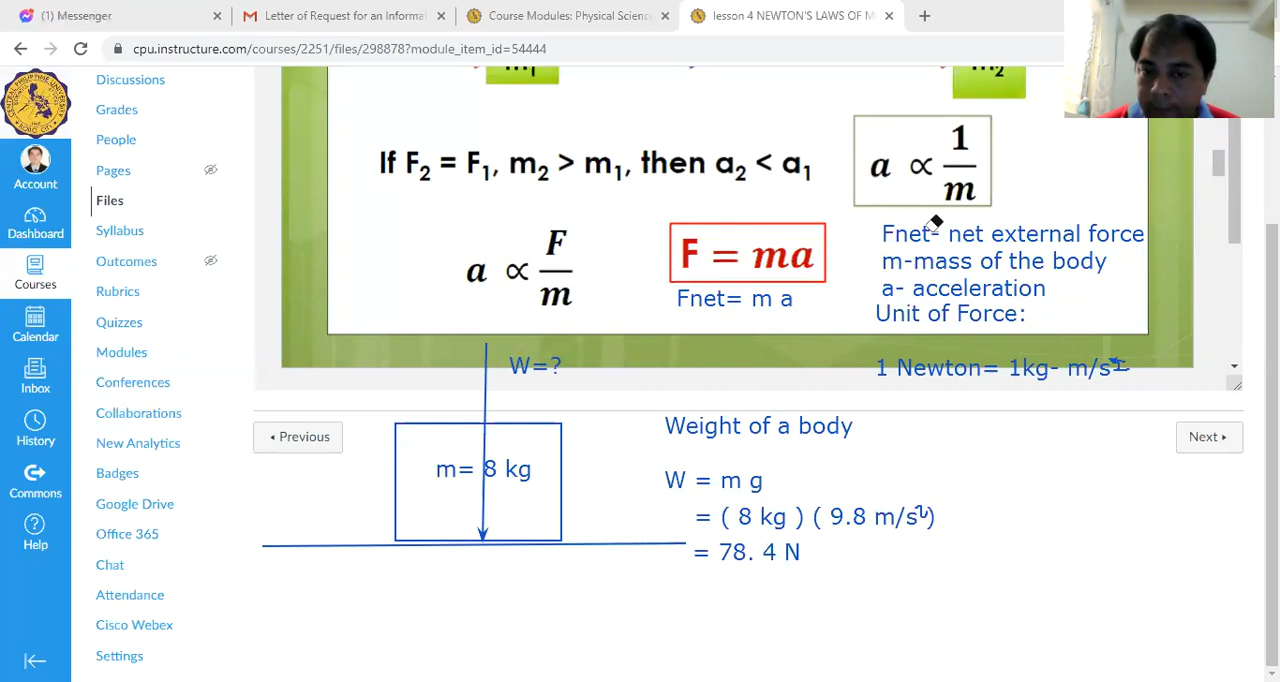 (1) Messenger
Letter of Request for an Informa
Course Modules: Physical Scienc
lesson 4 NEWTON'S LAWS OF M
cpu.instructure.com/courses/2251/files/298878?module_item_id=54444
Account
Dashboard
Courses
Calendar
Inbox
History
Commons
Help
Discussions
Grades
People
Pages
Files
Syllabus
Outcomes
Rubrics
Quizzes
Modules
Conferences
Collaborations
New Analytics
Badges
Google Drive
Office 365
Chat
Attendance
Cisco Webex
Settings
m1
m2
If F2 = F1, m2 > m1, then a2 < a1
a ∝ 1/m
a ∝ F/m
F = ma
Fnet= m a
Fnet- net external force
m-mass of the body
a- acceleration
Unit of Force:
1 Newton= 1kg- m/s
W=?
Previous
Next
m= 8 kg
Weight of a body
W = m g
= ( 8 kg ) ( 9.8 m/s2)
= 78. 4 N